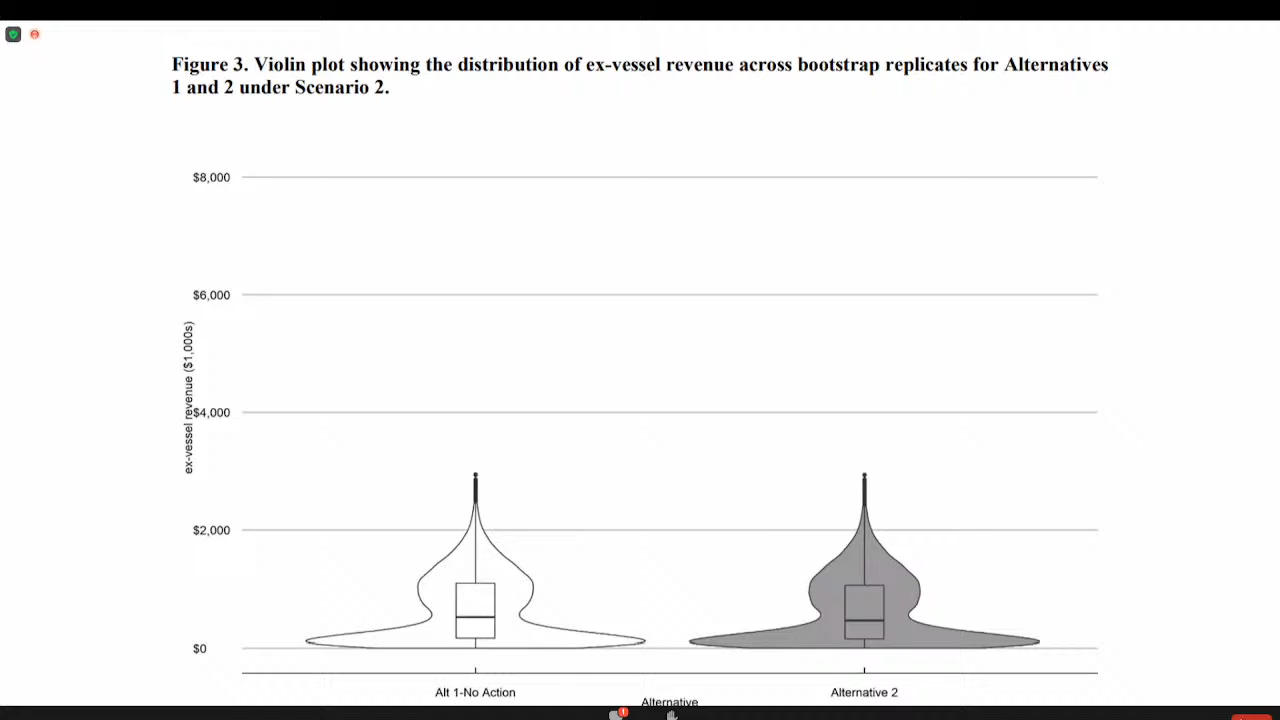 Figure 3. Violin plot showing the distribution of ex-vessel revenue across bootstrap replicates for Alternatives
1 and 2 under Scenario 2.
$8,000
$6,000
$4,000
$2,000
$0
ex-vessel revenue ($1,000s)
Alt 1-No Action
Alternative 2
Alternative
1